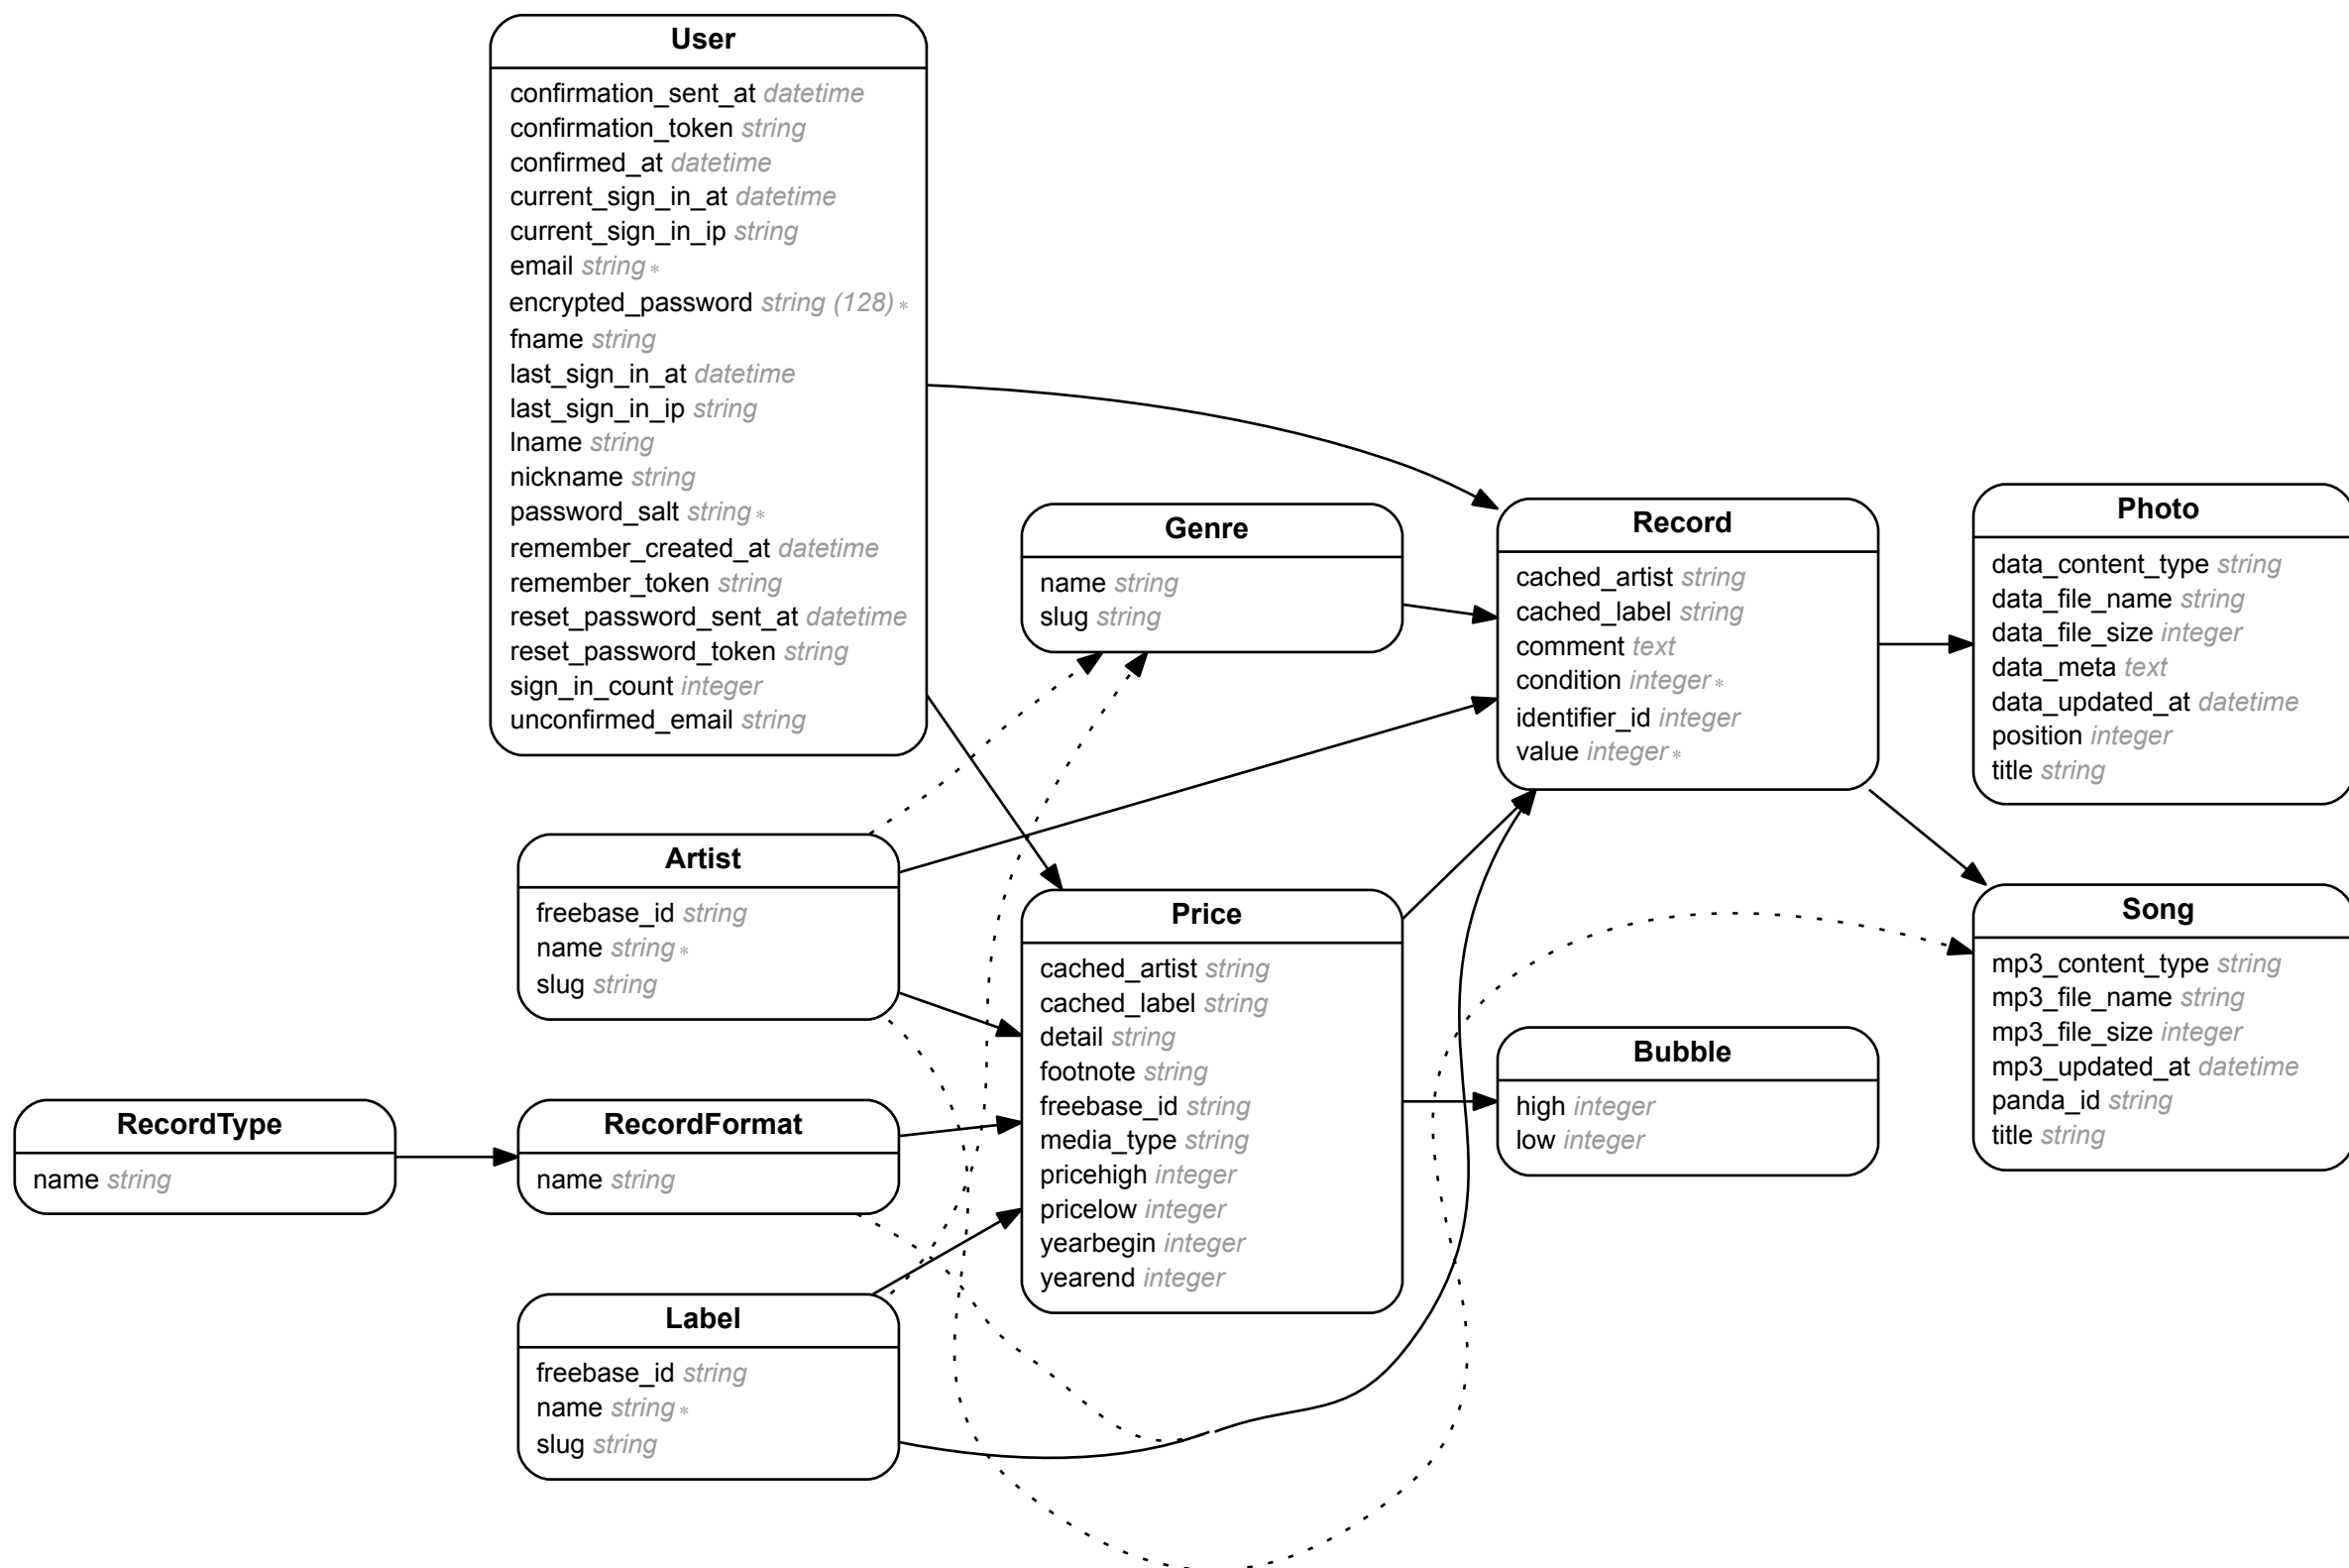 User
confirmation_sent_at datetime
confirmation_token string
confirmed_at datetime
current_sign_in_at datetime
current_sign_in_ip string
email string *
encrypted_password string (128) *
fname string
last_sign_in_at datetime
last_sign_in_ip string
lname string
nickname string
password_salt string *
remember_created_at datetime
remember_token string
reset_password_sent_at datetime
reset_password_token string
sign_in_count integer
unconfirmed_email string
Genre
name string
slug string
Record
cached_artist string
cached_label string
comment text
condition integer *
identifier_id integer
value integer *
Photo
data_content_type string
data_file_name string
data_file_size integer
data_meta text
data_updated_at datetime
position integer
title string
Artist
freebase_id string
name string *
slug string
Price
cached_artist string
cached_label string
detail string
footnote string
freebase_id string
media_type string
pricehigh integer
pricelow integer
yearbegin integer
yearend integer
Song
mp3_content_type string
mp3_file_name string
mp3_file_size integer
mp3_updated_at datetime
panda_id string
title string
Bubble
high integer
low integer
RecordType
name string
RecordFormat
name string
Label
freebase_id string
name string *
slug string